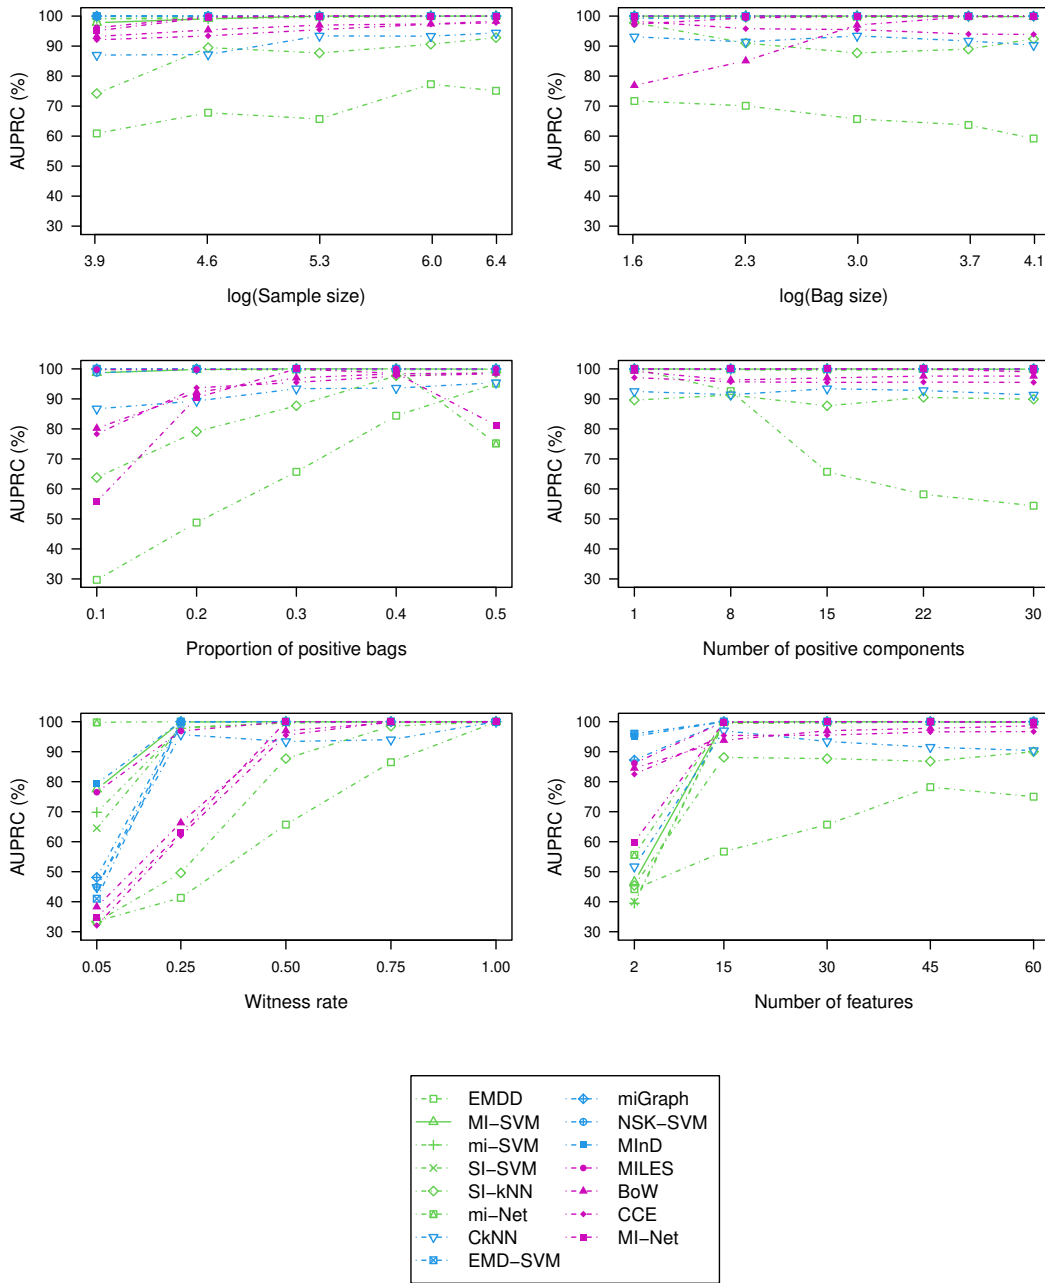 100
90
80
70
60
50
40
30
AUPRC (%)
3.9 4.6 5.3 6.0 6.4
log(Sample size)
100
90
80
70
60
50
40
30
AUPRC (%)
1.6 2.3 3.0 3.7 4.1
log(Bag size)
100
90
80
70
60
50
40
30
AUPRC (%)
0.1 0.2 0.3 0.4 0.5
Proportion of positive bags
100
90
80
70
60
50
40
30
AUPRC (%)
1 8 15 22 30
Number of positive components
100
90
80
70
60
50
40
30
AUPRC (%)
0.05 0.25 0.50 0.75 1.00
Witness rate
100
90
80
70
60
50
40
30
AUPRC (%)
2 15 30 45 60
Number of features
EMDD
MI−SVM
mi−SVM
SI−SVM
SI−kNN
mi−Net
CkNN
EMD−SVM
miGraph
NSK−SVM
MInD
MILES
BoW
CCE
MI−Net